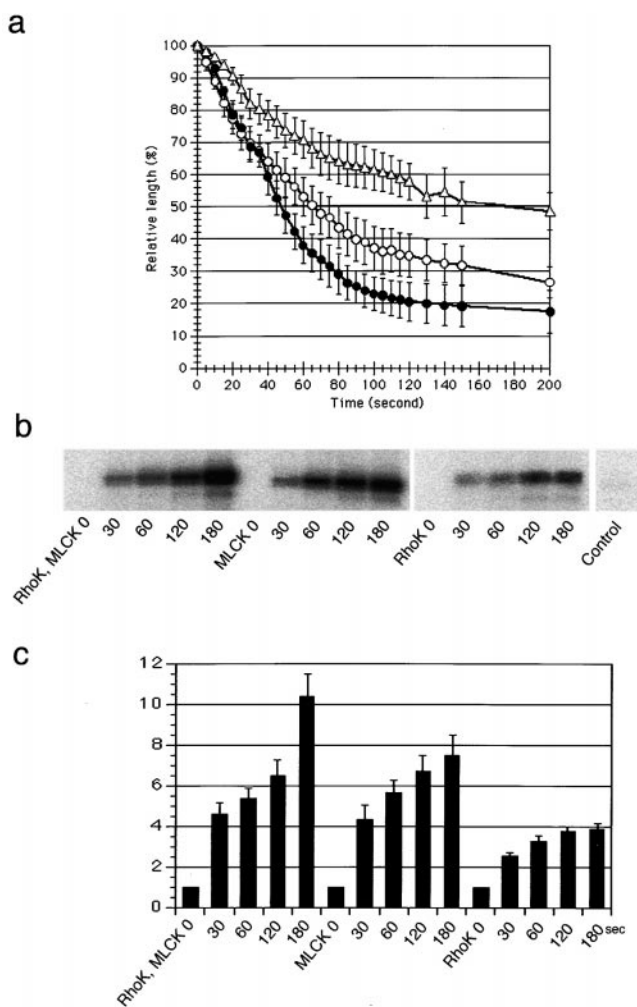 a
100
90
80
70
60
50
40
30
20
10
0
Relative length (%)
0 20 40 60 80 100 120 140 160 180 200
Time (second)
b
RhoK, MLCK 0 30 60 120 180 MLCK 0 30 60 120 180 RhoK 0 30 60 120 180 Control
c
12
10
8
6
4
2
0
RhoK, MLCK 0 30 60 120 180 MLCK 0 30 60 120 180 RhoK 0 30 60 120 180 sec